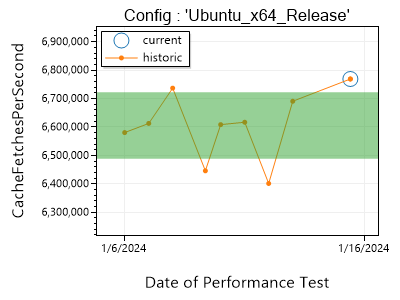 Config : 'Ubuntu_x64_Release'
current
historic
CacheFetchesPerSecond
6,900,000
6,800,000
6,700,000
6,600,000
6,500,000
6,400,000
6,300,000
1/6/2024
1/16/2024
Date of Performance Test